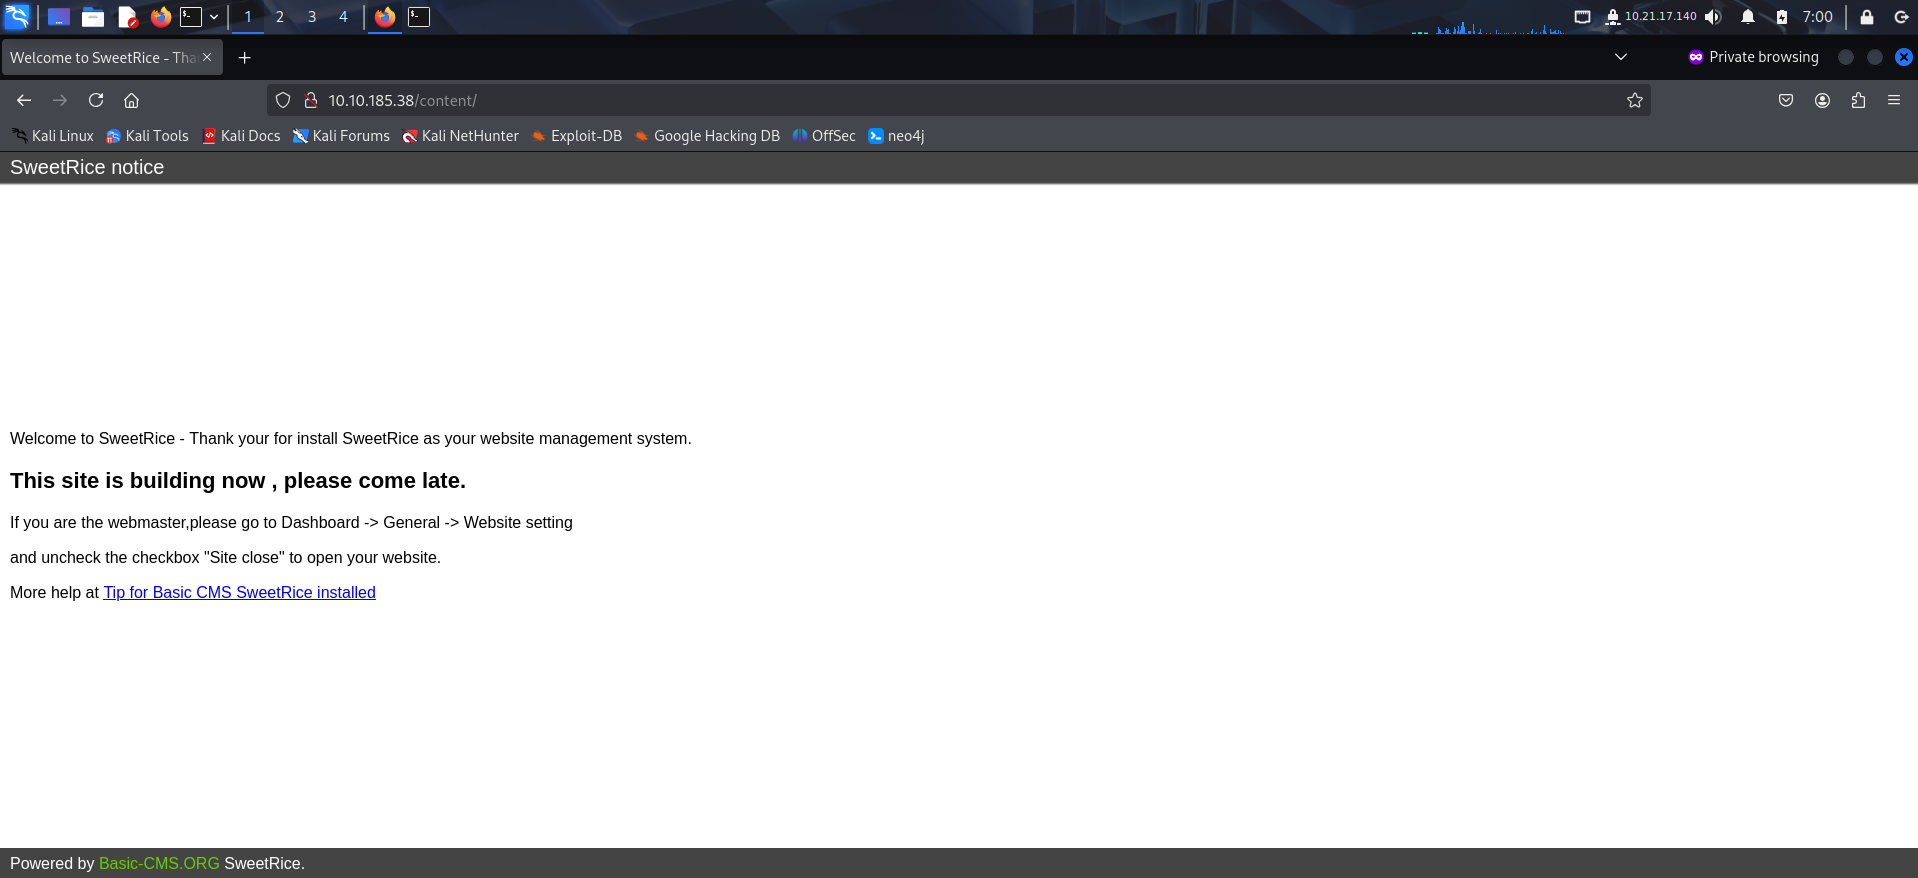 1 2 3 4 10.21.17.140 7:00
Welcome to SweetRice - Tha Private browsing
10.10.185.38/content/
Kali Linux Kali Tools Kali Docs Kali Forums Kali NetHunter Exploit-DB Google Hacking DB OffSec neo4j
SweetRice notice
Welcome to SweetRice - Thank your for install SweetRice as your website management system.
This site is building now , please come late.
If you are the webmaster,please go to Dashboard -> General -> Website setting
and uncheck the checkbox "Site close" to open your website.
More help at Tip for Basic CMS SweetRice installed
Powered by Basic-CMS.ORG SweetRice.